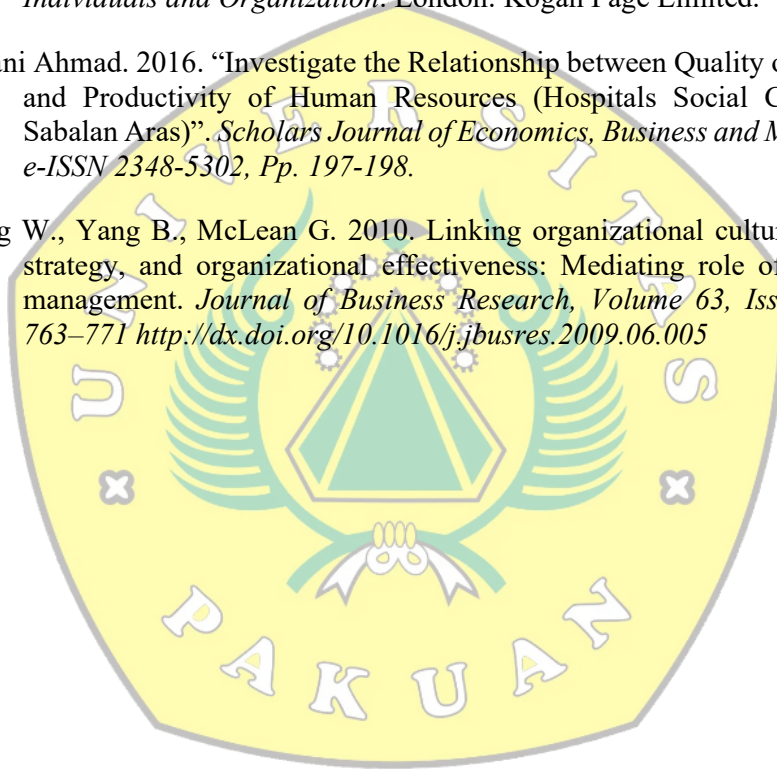 Individuals and Organization. London: Kogan Page Limited.
ani Ahmad. 2016. “Investigate the Relationship between Quality o
and Productivity of Human Resources (Hospitals Social C
Sabalan Aras)”. Scholars Journal of Economics, Business and M
e-ISSN 2348-5302, Pp. 197-198.
g W., Yang B., McLean G. 2010. Linking organizational cultur
strategy, and organizational effectiveness: Mediating role of
management. Journal of Business Research, Volume 63, Iss
763–771 http://dx.doi.org/10.1016/j.jbusres.2009.06.005
UNIVERSITAS
PAKUAN